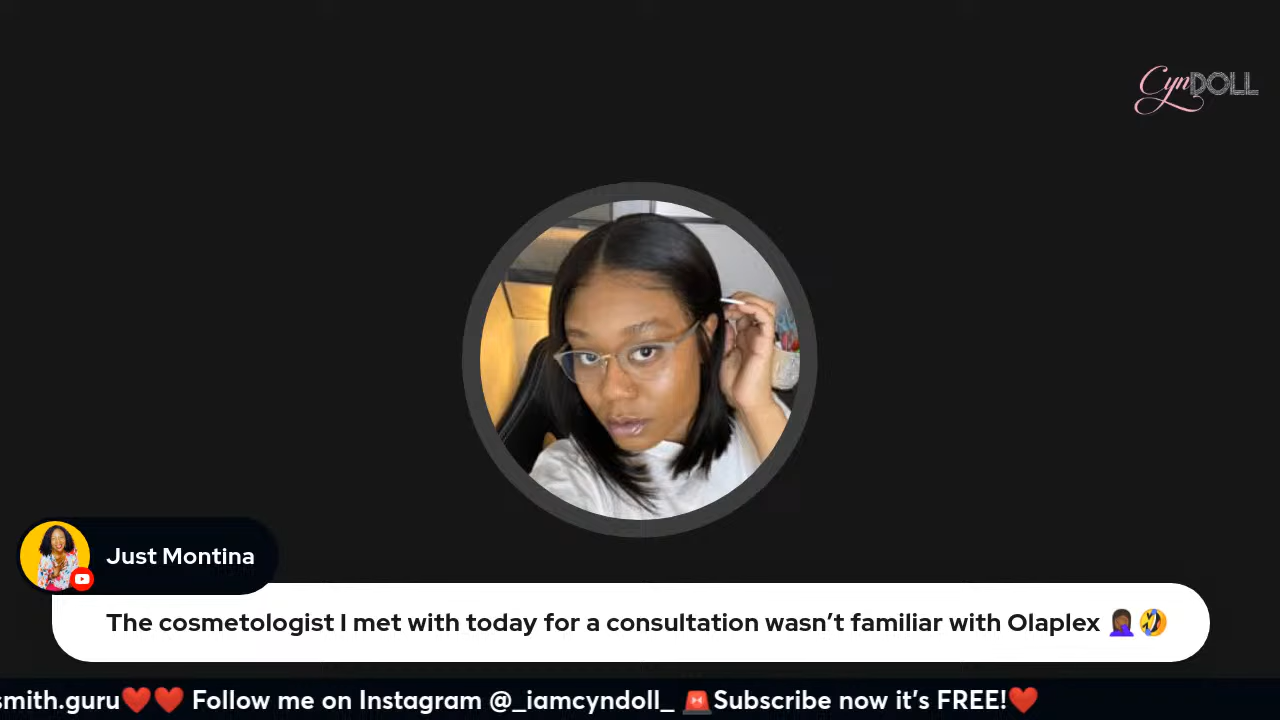 CynDOLL
Just Montina
The cosmetologist I met with today for a consultation wasn’t familiar with Olaplex 🤦🏾‍♀️🤣
smith.guru❤️❤️ Follow me on Instagram @_iamcyndoll_ 🚨Subscribe now it's FREE!❤️